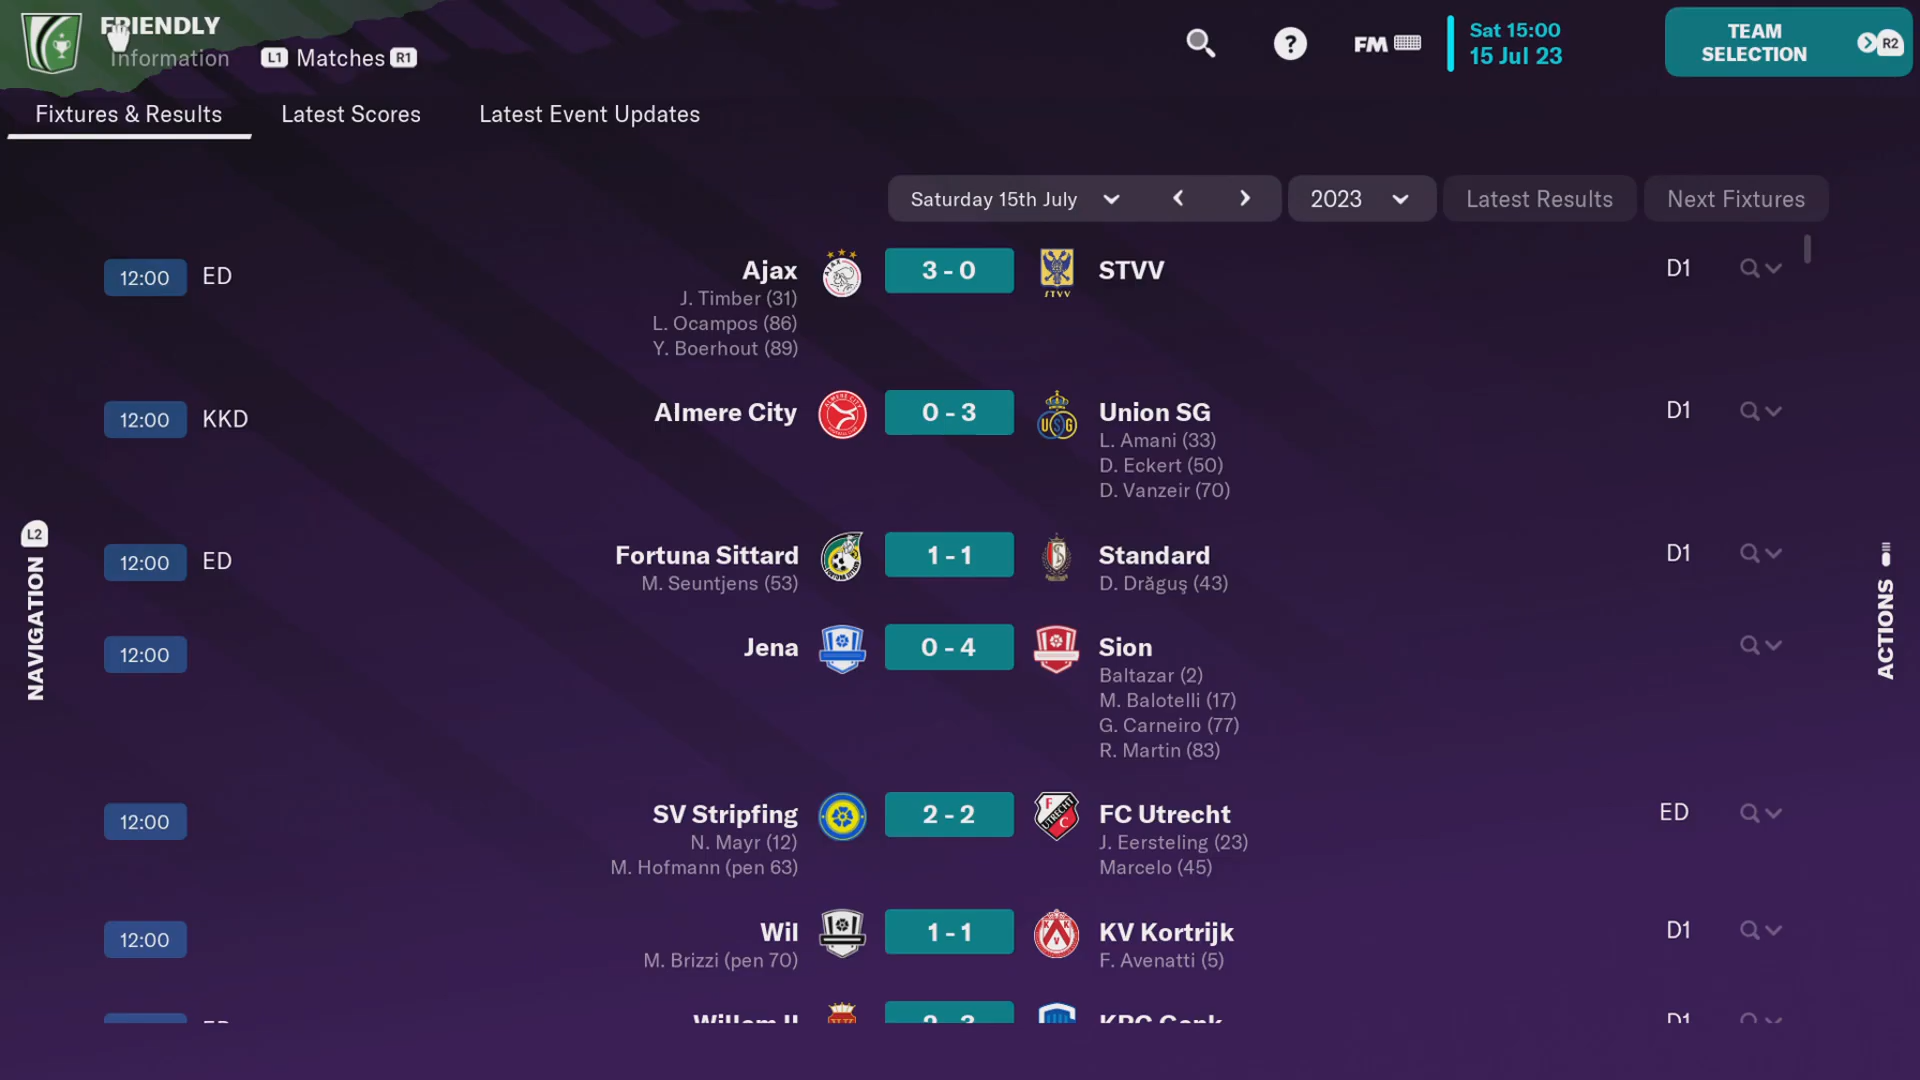 FRIENDLY
Information L1 Matches R1
? FM Sat 15:00
15 Jul 23
TEAM
SELECTION R2
Fixtures & Results Latest Scores Latest Event Updates
Saturday 15th July 2023 Latest Results Next Fixtures
12:00 ED Ajax 3 - 0 STVV D1
J. Timber (31)
L. Ocampos (86)
Y. Boerhout (89)
12:00 KKD Almere City 0 - 3 Union SG D1
L. Amani (33)
D. Eckert (50)
D. Vanzeir (70)
12:00 ED Fortuna Sittard 1 - 1 Standard D1
M. Seuntjens (53) D. Drăguş (43)
12:00 Jena 0 - 4 Sion
Baltazar (2)
M. Balotelli (17)
G. Carneiro (77)
R. Martin (83)
12:00 SV Stripfing 2 - 2 FC Utrecht ED
N. Mayr (12) J. Eersteling (23)
M. Hofmann (pen 63) Marcelo (45)
12:00 Wil 1 - 1 KV Kortrijk D1
M. Brizzi (pen 70) F. Avenatti (5)
Willem II KRC Genk D1
L2 NAVIGATION
ACTIONS